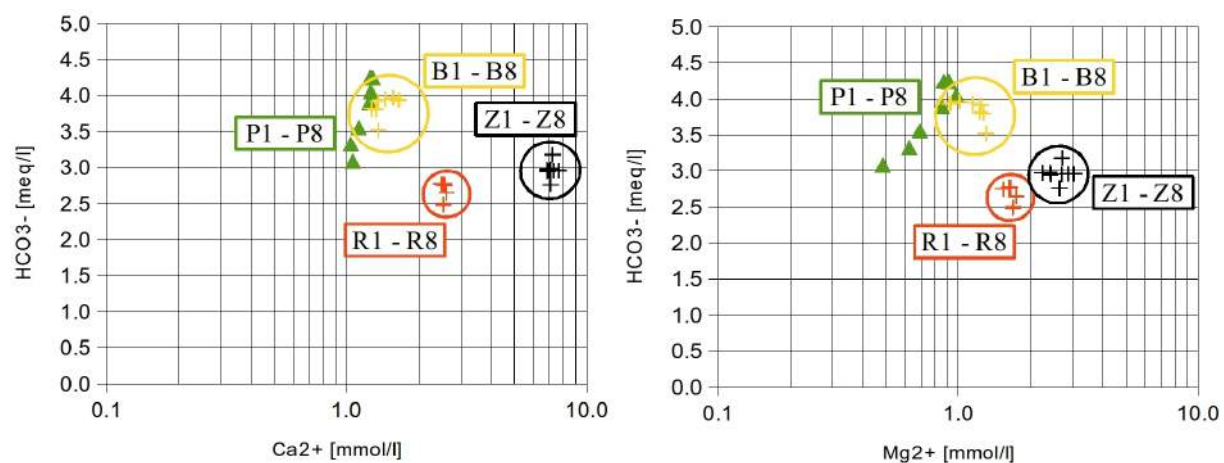 5.0
4.5
4.0
3.5
3.0
2.5
2.0
1.5
1.0
0.5
0.0
HCO3- [meq/l]
B1 - B8
P1 - P8
Z1 - Z8
R1 - R8
0.1
1.0
10.0
Ca2+ [mmol/l]
5.0
4.5
4.0
3.5
3.0
2.5
2.0
1.5
1.0
0.5
0.0
HCO3- [meq/l]
B1 - B8
P1 - P8
Z1 - Z8
R1 - R8
0.1
1.0
10.0
Mg2+ [mmol/l]